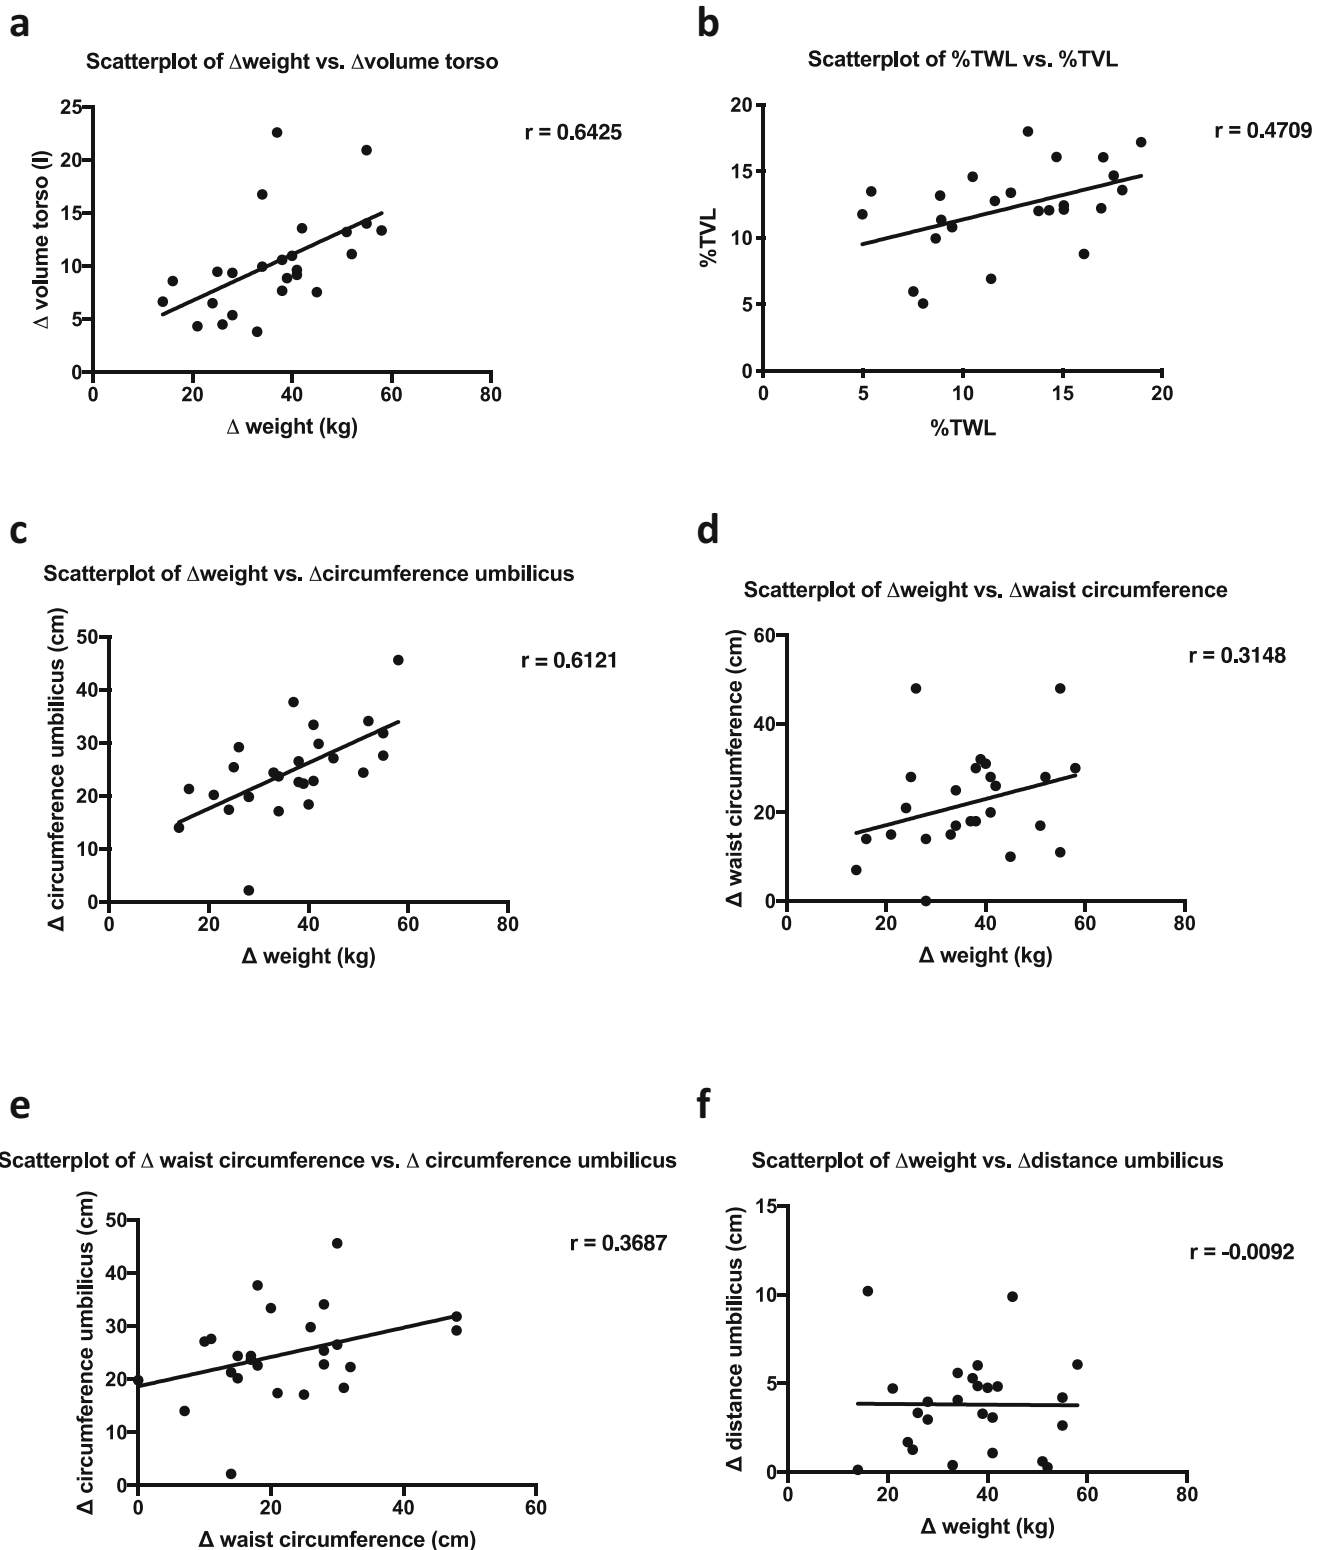 a
Scatterplot of Δweight vs. Δvolume torso
r = 0.6425
Δ volume torso (l)
25
20
15
10
5
0
0 20 40 60 80
Δ weight (kg)
b
Scatterplot of %TWL vs. %TVL
r = 0.4709
%TVL
20
15
10
5
0
0 5 10 15 20
%TWL
c
Scatterplot of Δweight vs. Δcircumference umbilicus
r = 0.6121
Δ circumference umbilicus (cm)
50
40
30
20
10
0
0 20 40 60 80
Δ weight (kg)
d
Scatterplot of Δweight vs. Δwaist circumference
r = 0.3148
Δ waist circumference (cm)
60
40
20
0
0 20 40 60 80
Δ weight (kg)
e
Scatterplot of Δ waist circumference vs. Δ circumference umbilicus
r = 0.3687
Δ circumference umbilicus (cm)
50
40
30
20
10
0
0 20 40 60
Δ waist circumference (cm)
f
Scatterplot of Δweight vs. Δdistance umbilicus
r = -0.0092
Δ distance umbilicus (cm)
15
10
5
0
0 20 40 60 80
Δ weight (kg)